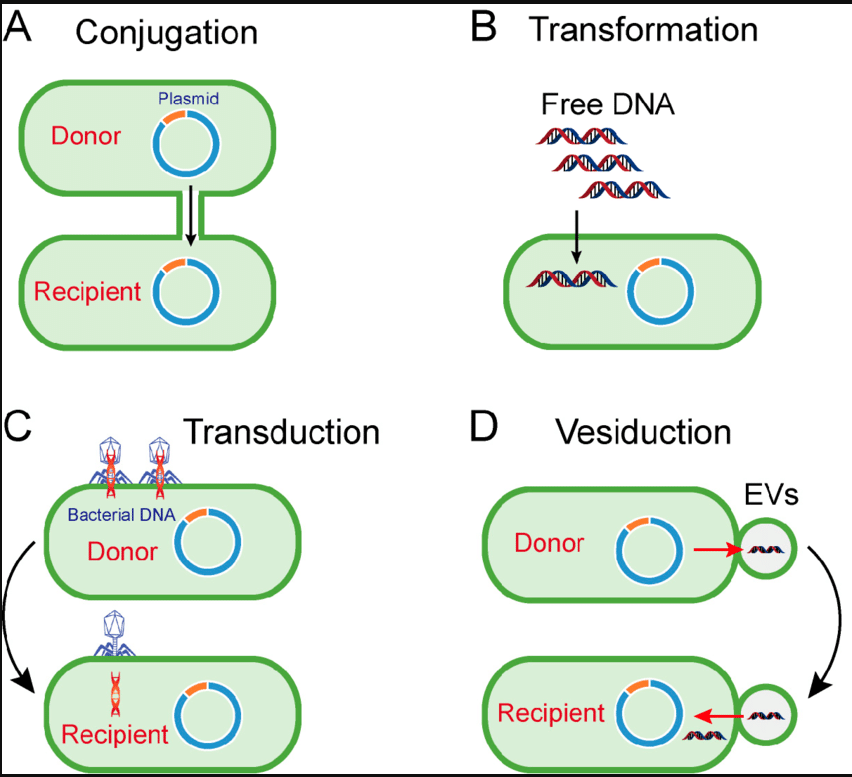 A Conjugation
Plasmid
Donor
Recipient
B Transformation
Free DNA
C Transduction
Bacterial DNA
Donor
Recipient
D Vesiduction
EVs
Donor
Recipient